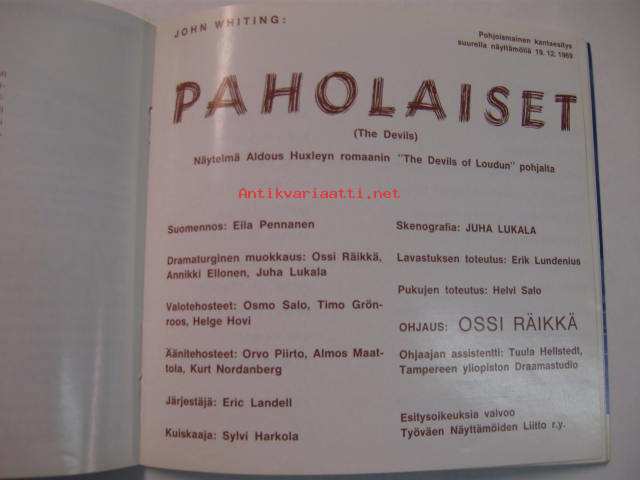 JOHN WHITING:
Pohjoismainen kantaesitys
suurella näyttämöllä 19. 12. 1969
PAHOLAISET
(The Devils)
Näytelmä Aldous Huxleyn romaanin "The Devils of Loudun" pohjalta
Antikvariaatti.net
Suomennos: Eila Pennanen
Dramaturginen muokkaus: Ossi Räikkä,
Annikki Ellonen, Juha Lukala
Valotehosteet: Osmo Salo, Timo Grön-
roos, Helge Hovi
Äänitehosteet: Orvo Piirto, Almos Maat-
tola, Kurt Nordanberg
Järjestäjä: Eric Landell
Kuiskaaja: Sylvi Harkola
Skenografia: JUHA LUKALA
Lavastuksen toteutus: Erik Lundenius
Pukujen toteutus: Helvi Salo
OHJAUS: OSSI RÄIKKÄ
Ohjaajan assistentti: Tuula Hellstedt,
Tampereen yliopiston Draamastudio
Esitysoikeuksia valvoo
Työväen Näyttämöiden Liitto r.y.